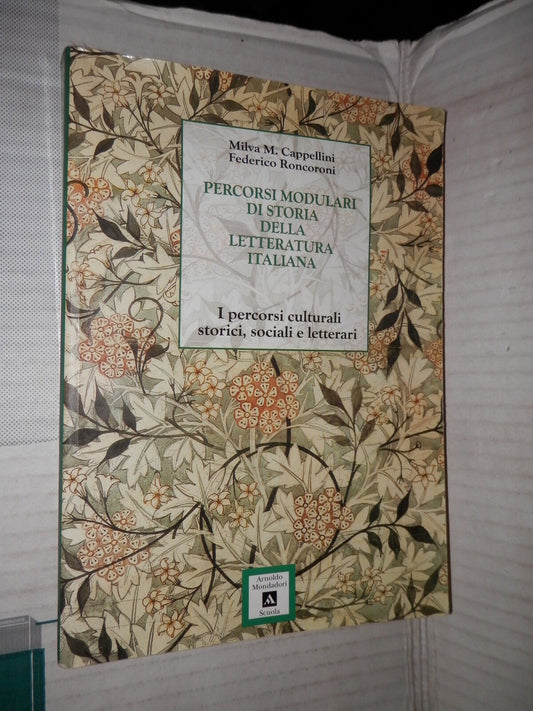 Milva M. Cappellini
Federico Roncoroni
PERCORSI MODULARI
DI STORIA
DELLA
LETTERATURA
ITALIANA
I percorsi culturali
storici, sociali e letterari
Arnoldo
Mondadori
A
Scuola